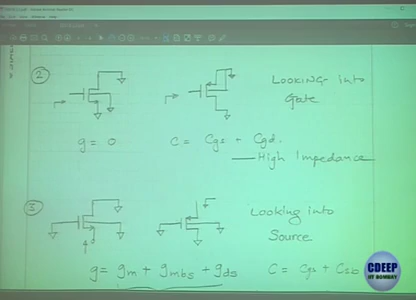 2
LOOKING into
Gate
g = 0
C = Cgs + Cgd.
— High Impedance
3
Looking into
Source
g = gm + gmbs + gds
C = Cgs + Csb
CDEEP
IIT BOMBAY